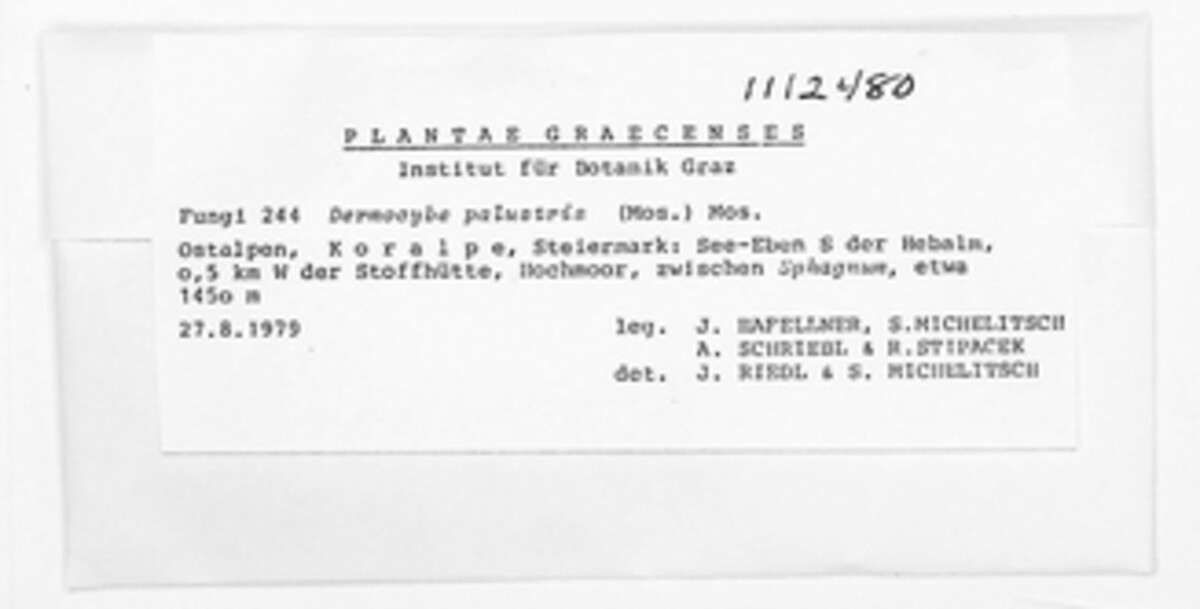 1112480
PLANTAE GRAECENSES
Institut für Botanik Graz
Fungi 244 Dermocybe palustris (Mos.) Mos.
Ostalpen, Koralpe, Steiermark: See-Eben S der Hebalm,
o,5 km W der Stoffhütte, Hochmoor, zwischen Sphagnum, etwa
145o m
27.8.1979 leg. J. HAFELLNER, S.MICHELITSCH
A. SCHRIEBL & R.STIPACEK
det. J. RIEDL & S. MICHELITSCH